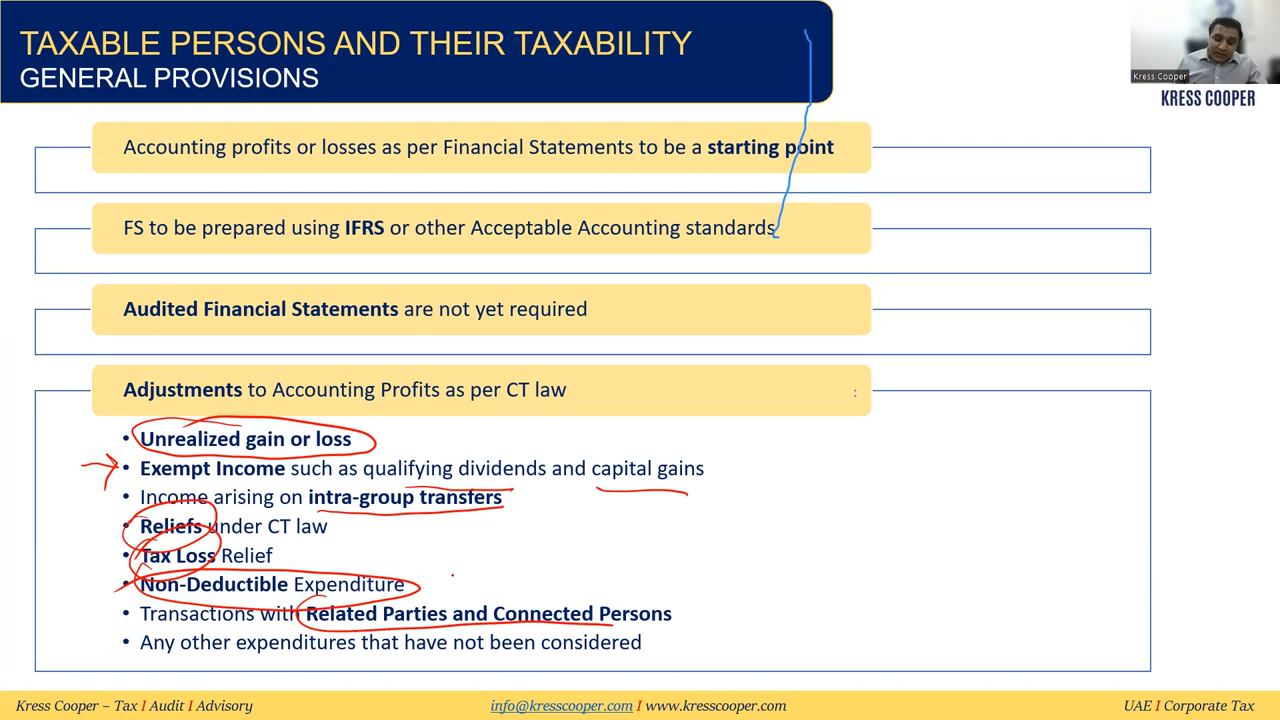 TAXABLE PERSONS AND THEIR TAXABILITY
GENERAL PROVISIONS
Kress Cooper
KRESS COOPER
Accounting profits or losses as per Financial Statements to be a starting point
FS to be prepared using IFRS or other Acceptable Accounting standards
Audited Financial Statements are not yet required
Adjustments to Accounting Profits as per CT law
• Unrealized gain or loss
• Exempt Income such as qualifying dividends and capital gains
• Income arising on intra-group transfers
• Reliefs under CT law
• Tax Loss Relief
• Non-Deductible Expenditure
• Transactions with Related Parties and Connected Persons
• Any other expenditures that have not been considered
Kress Cooper – Tax I Audit I Advisory
info@kresscooper.com I www.kresscooper.com
UAE I Corporate Tax